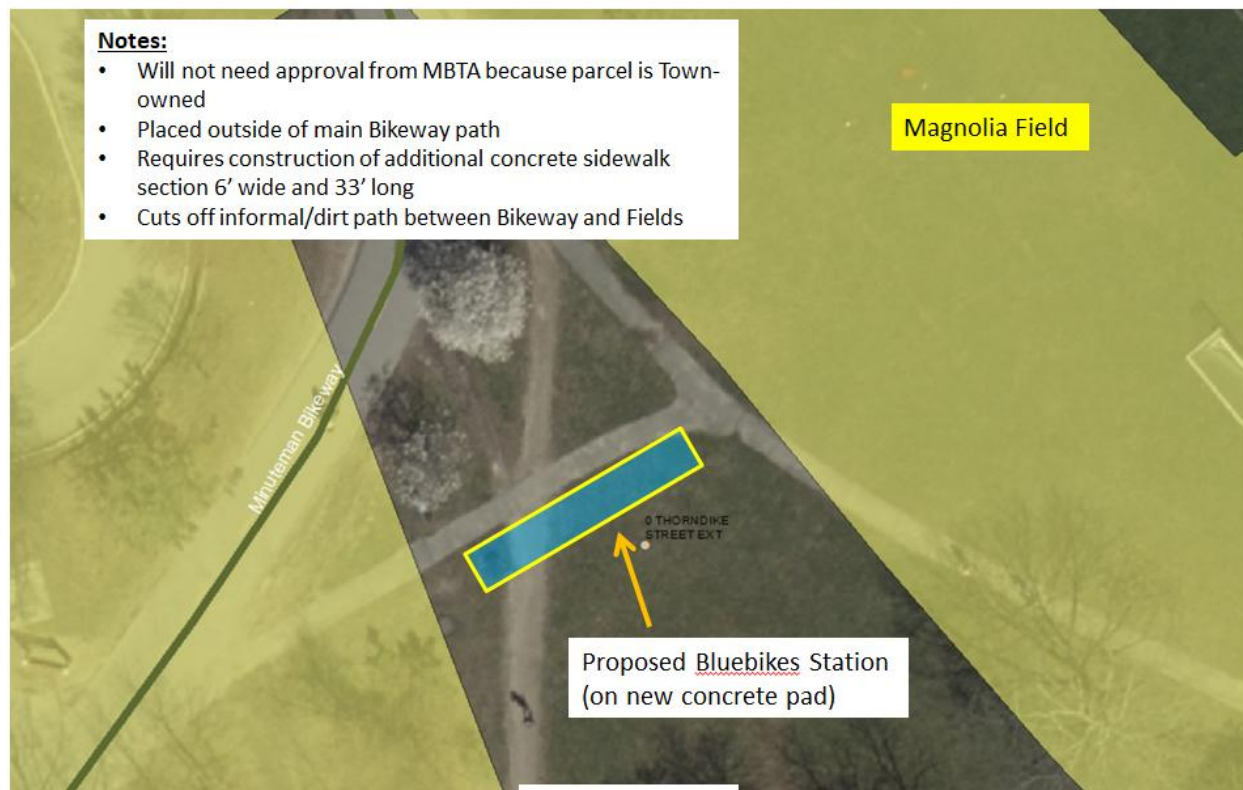 Notes:
• Will not need approval from MBTA because parcel is Town-
owned
• Placed outside of main Bikeway path
• Requires construction of additional concrete sidewalk
section 6’ wide and 33’ long
• Cuts off informal/dirt path between Bikeway and Fields
Magnolia Field
Minuteman Bikeway
0 THORNDIKE
STREET EXT
Proposed Bluebikes Station
(on new concrete pad)